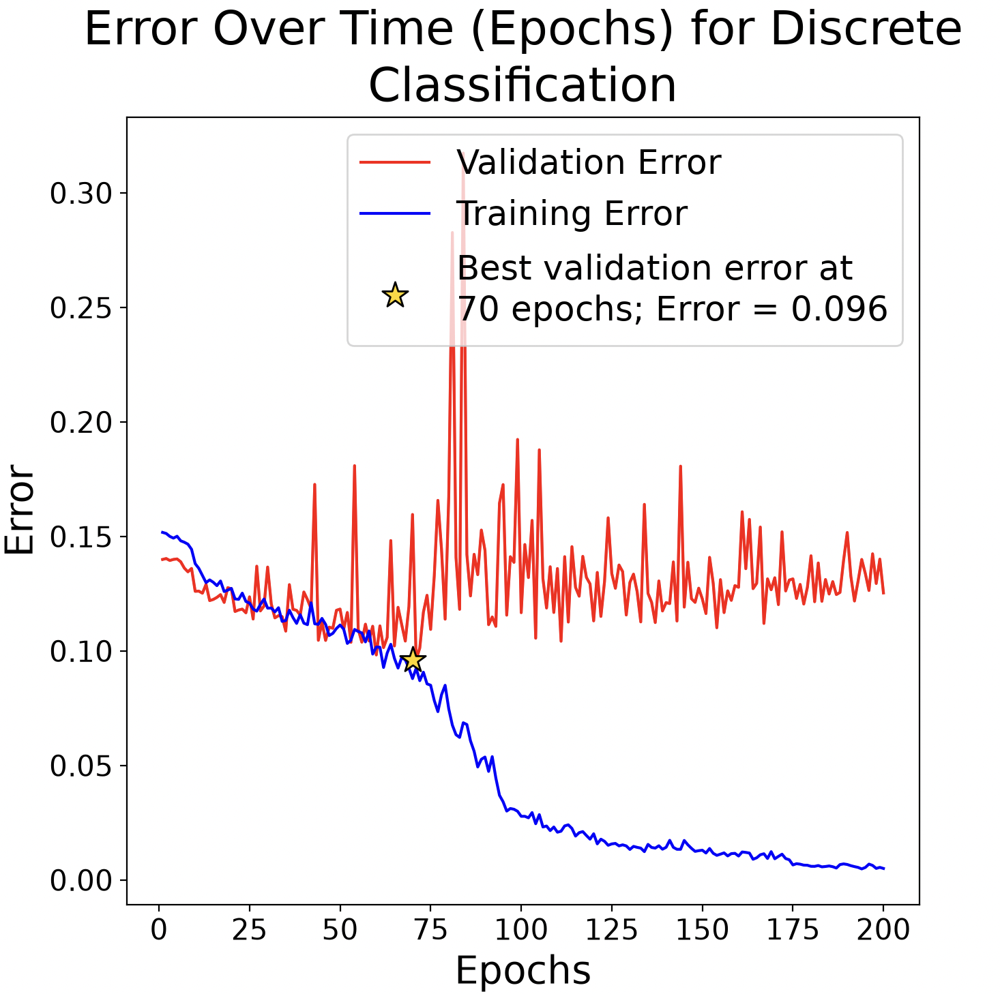 Error Over Time (Epochs) for Discrete
Classification
Validation Error
Training Error
Best validation error at
70 epochs; Error = 0.096
0.30
0.25
0.20
0.15
0.10
0.05
0.00
Error
0 25 50 75 100 125 150 175 200
Epochs